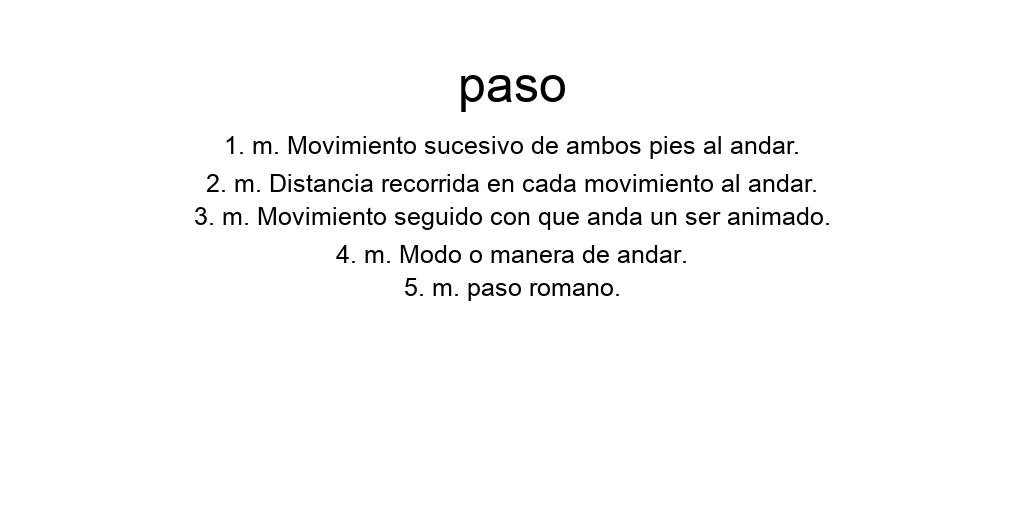 paso
1. m. Movimiento sucesivo de ambos pies al andar.
2. m. Distancia recorrida en cada movimiento al andar.
3. m. Movimiento seguido con que anda un ser animado.
4. m. Modo o manera de andar.
5. m. paso romano.